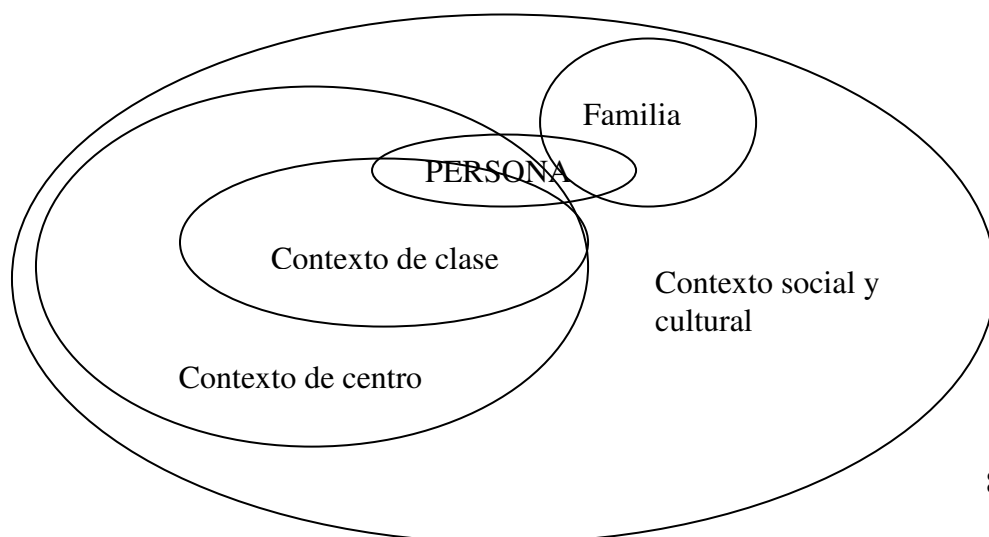 Familia
PERSONA
Contexto de clase
Contexto social y
cultural
Contexto de centro